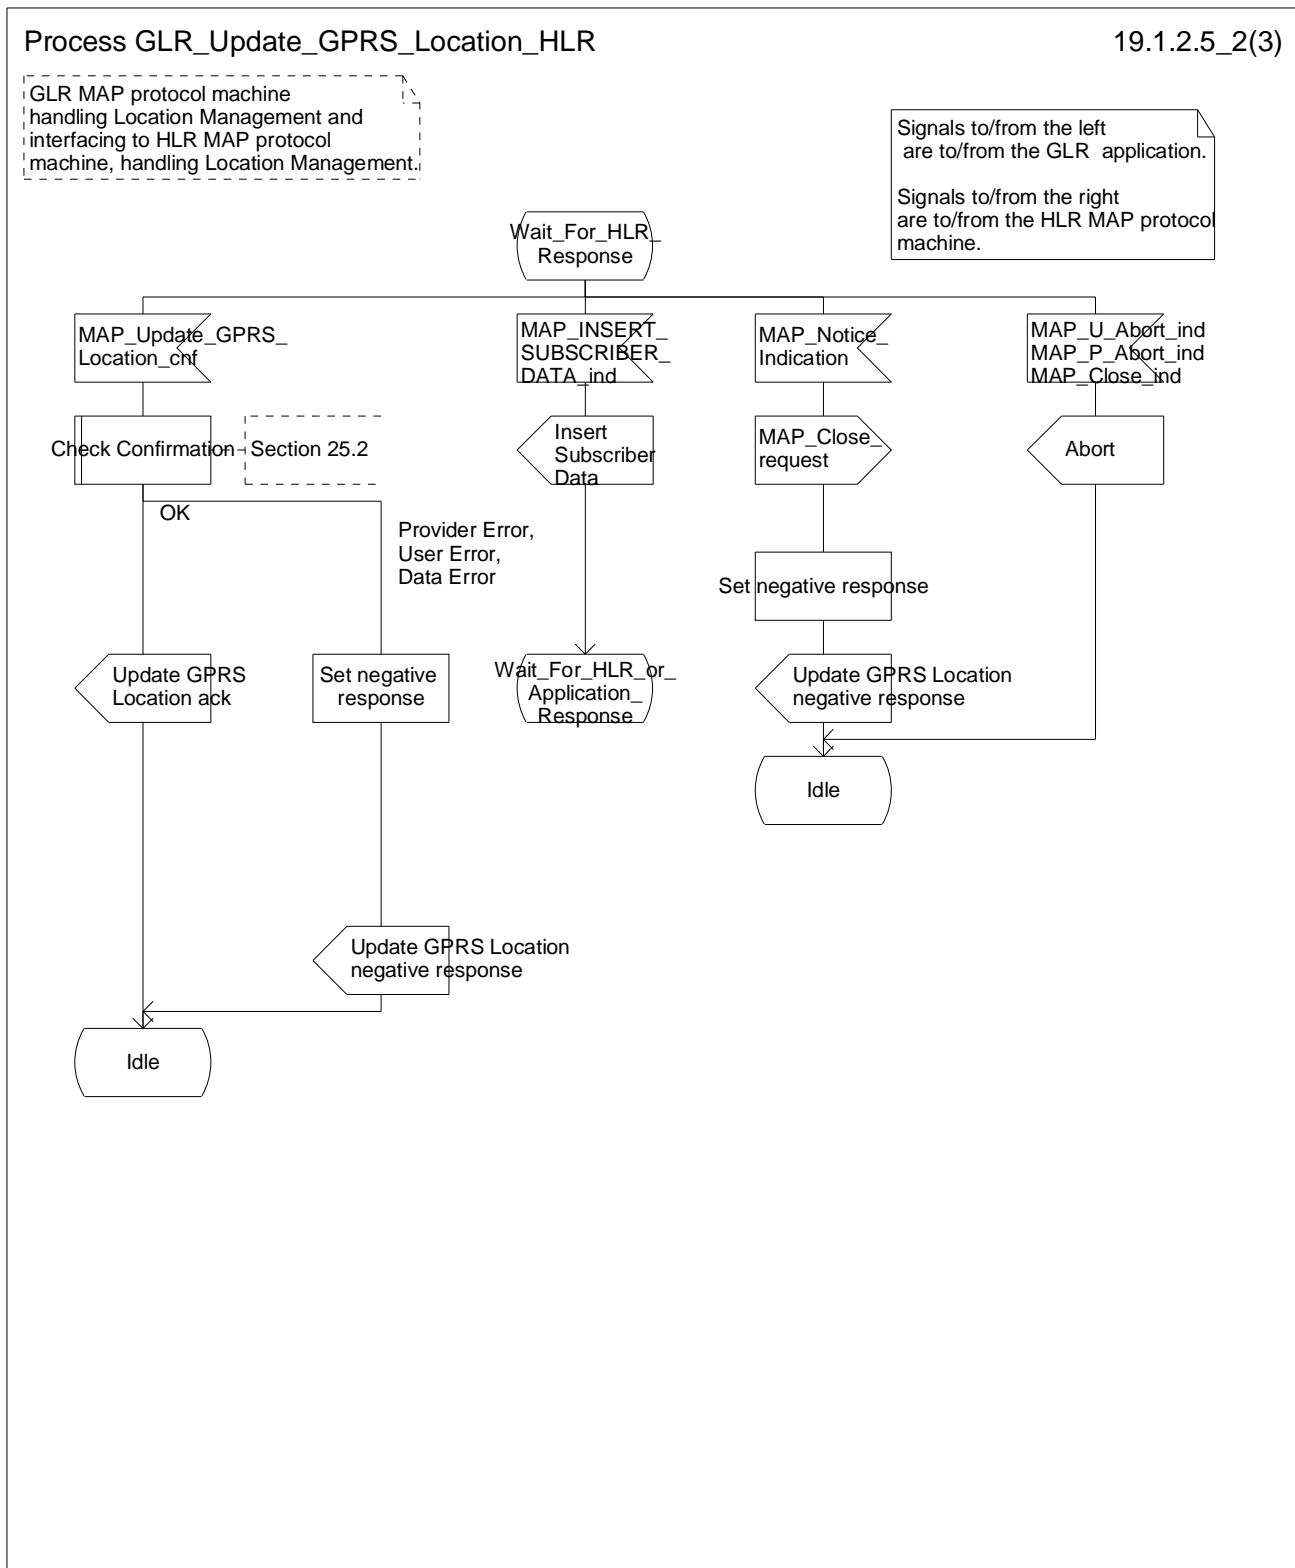 Process GLR_Update_GPRS_Location_HLR
19.1.2.5_2(3)
GLR MAP protocol machine
handling Location Management and
interfacing to HLR MAP protocol
machine, handling Location Management.
Signals to/from the left
are to/from the GLR application.
Signals to/from the right
are to/from the HLR MAP protocol
machine.
Wait_For_HLR_
Response
MAP_Update_GPRS_
Location_cnf
MAP_INSERT_
SUBSCRIBER_
DATA_ind
MAP_Notice_
Indication
MAP_U_Abort_ind
MAP_P_Abort_ind
MAP_Close_ind
Check Confirmation
Section 25.2
Insert
Subscriber
Data
MAP_Close_
request
Abort
OK
Provider Error,
User Error,
Data Error
Set negative response
Update GPRS
Location ack
Set negative
response
Wait_For_HLR_or_
Application_
Response
Update GPRS Location
negative response
Idle
Update GPRS Location
negative response
Idle